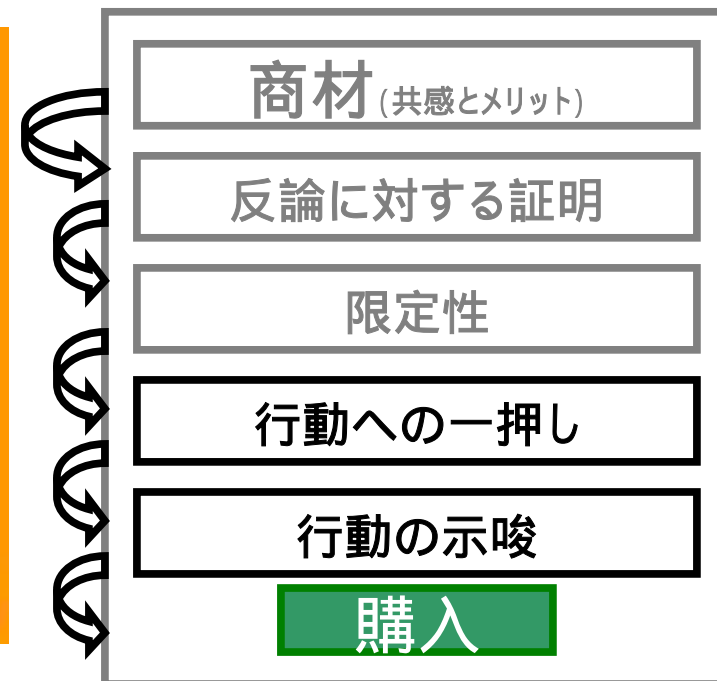 商材(共感とメリット)
反論に対する証明
限定性
行動への一押し
行動の示唆
購入